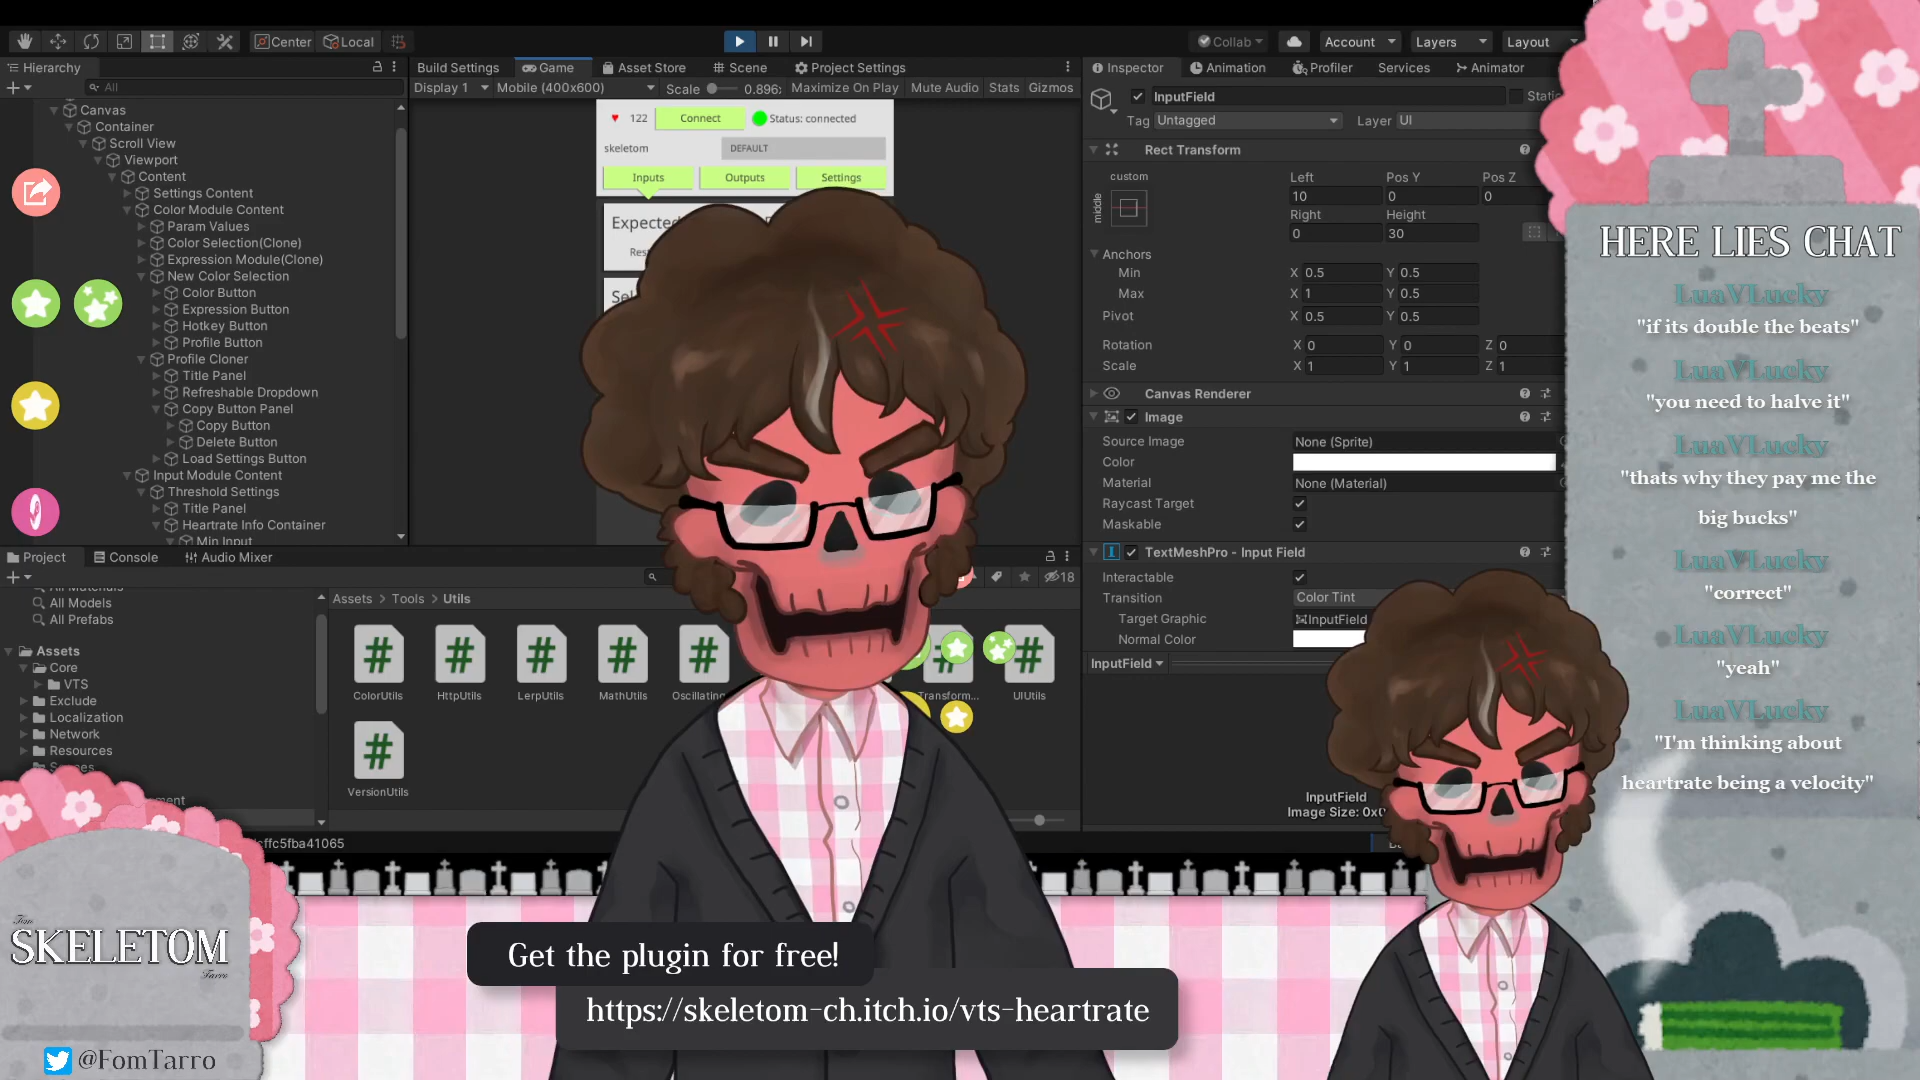 Center
Local
Collab
Account
Layers
Layout
Hierarchy
Build Settings
Game
Asset Store
Scene
Project Settings
Inspector
Animation
Profiler
Services
Animator
All
Display 1
Mobile (400x600)
Scale
0.896
Maximize On Play
Mute Audio
Stats
Gizmos
Canvas
Container
Scroll View
Viewport
Content
Settings Content
Color Module Content
Param Values
Color Selection(Clone)
Expression Module(Clone)
New Color Selection
Color Button
Expression Button
Hotkey Button
Profile Button
Profile Cloner
Title Panel
Refreshable Dropdown
Copy Button Panel
Copy Button
Delete Button
Load Settings Button
Input Module Content
Threshold Settings
Title Panel
Heartrate Info Container
Min Input
122
Connect
Status: connected
skeletom
DEFAULT
Inputs
Outputs
Settings
Expected
InputField
Tag
Untagged
Layer
UI
Rect Transform
custom
middle
Left
Pos Y
Pos Z
10
0
0
Right
Height
0
30
Anchors
Min
X 0.5
Y 0.5
Max
X 1
Y 0.5
Pivot
X 0.5
Y 0.5
Rotation
X 0
Y 0
Z 0
Scale
X 1
Y 1
Z 1
Canvas Renderer
Image
Source Image
None (Sprite)
Color
Material
None (Material)
Raycast Target
Maskable
TextMeshPro - Input Field
Interactable
Transition
Color Tint
Target Graphic
InputField
Normal Color
InputField
InputField
Project
Console
Audio Mixer
18
All Models
All Prefabs
Assets
Core
VTS
Exclude
Localization
Network
Resources
Assets > Tools > Utils
ColorUtils
HttpUtils
LerpUtils
MathUtils
Oscillating
Transform...
UIUtils
VersionUtils
HERE LIES CHAT
LuaVLucky
"if its double the beats"
LuaVLucky
"you need to halve it"
LuaVLucky
"thats why they pay me the
big bucks"
LuaVLucky
"correct"
LuaVLucky
"yeah"
LuaVLucky
"I'm thinking about
heartrate being a velocity"
Tom
SKELETOM
Tarro
@FomTarro
Get the plugin for free!
https://skeletom-ch.itch.io/vts-heartrate